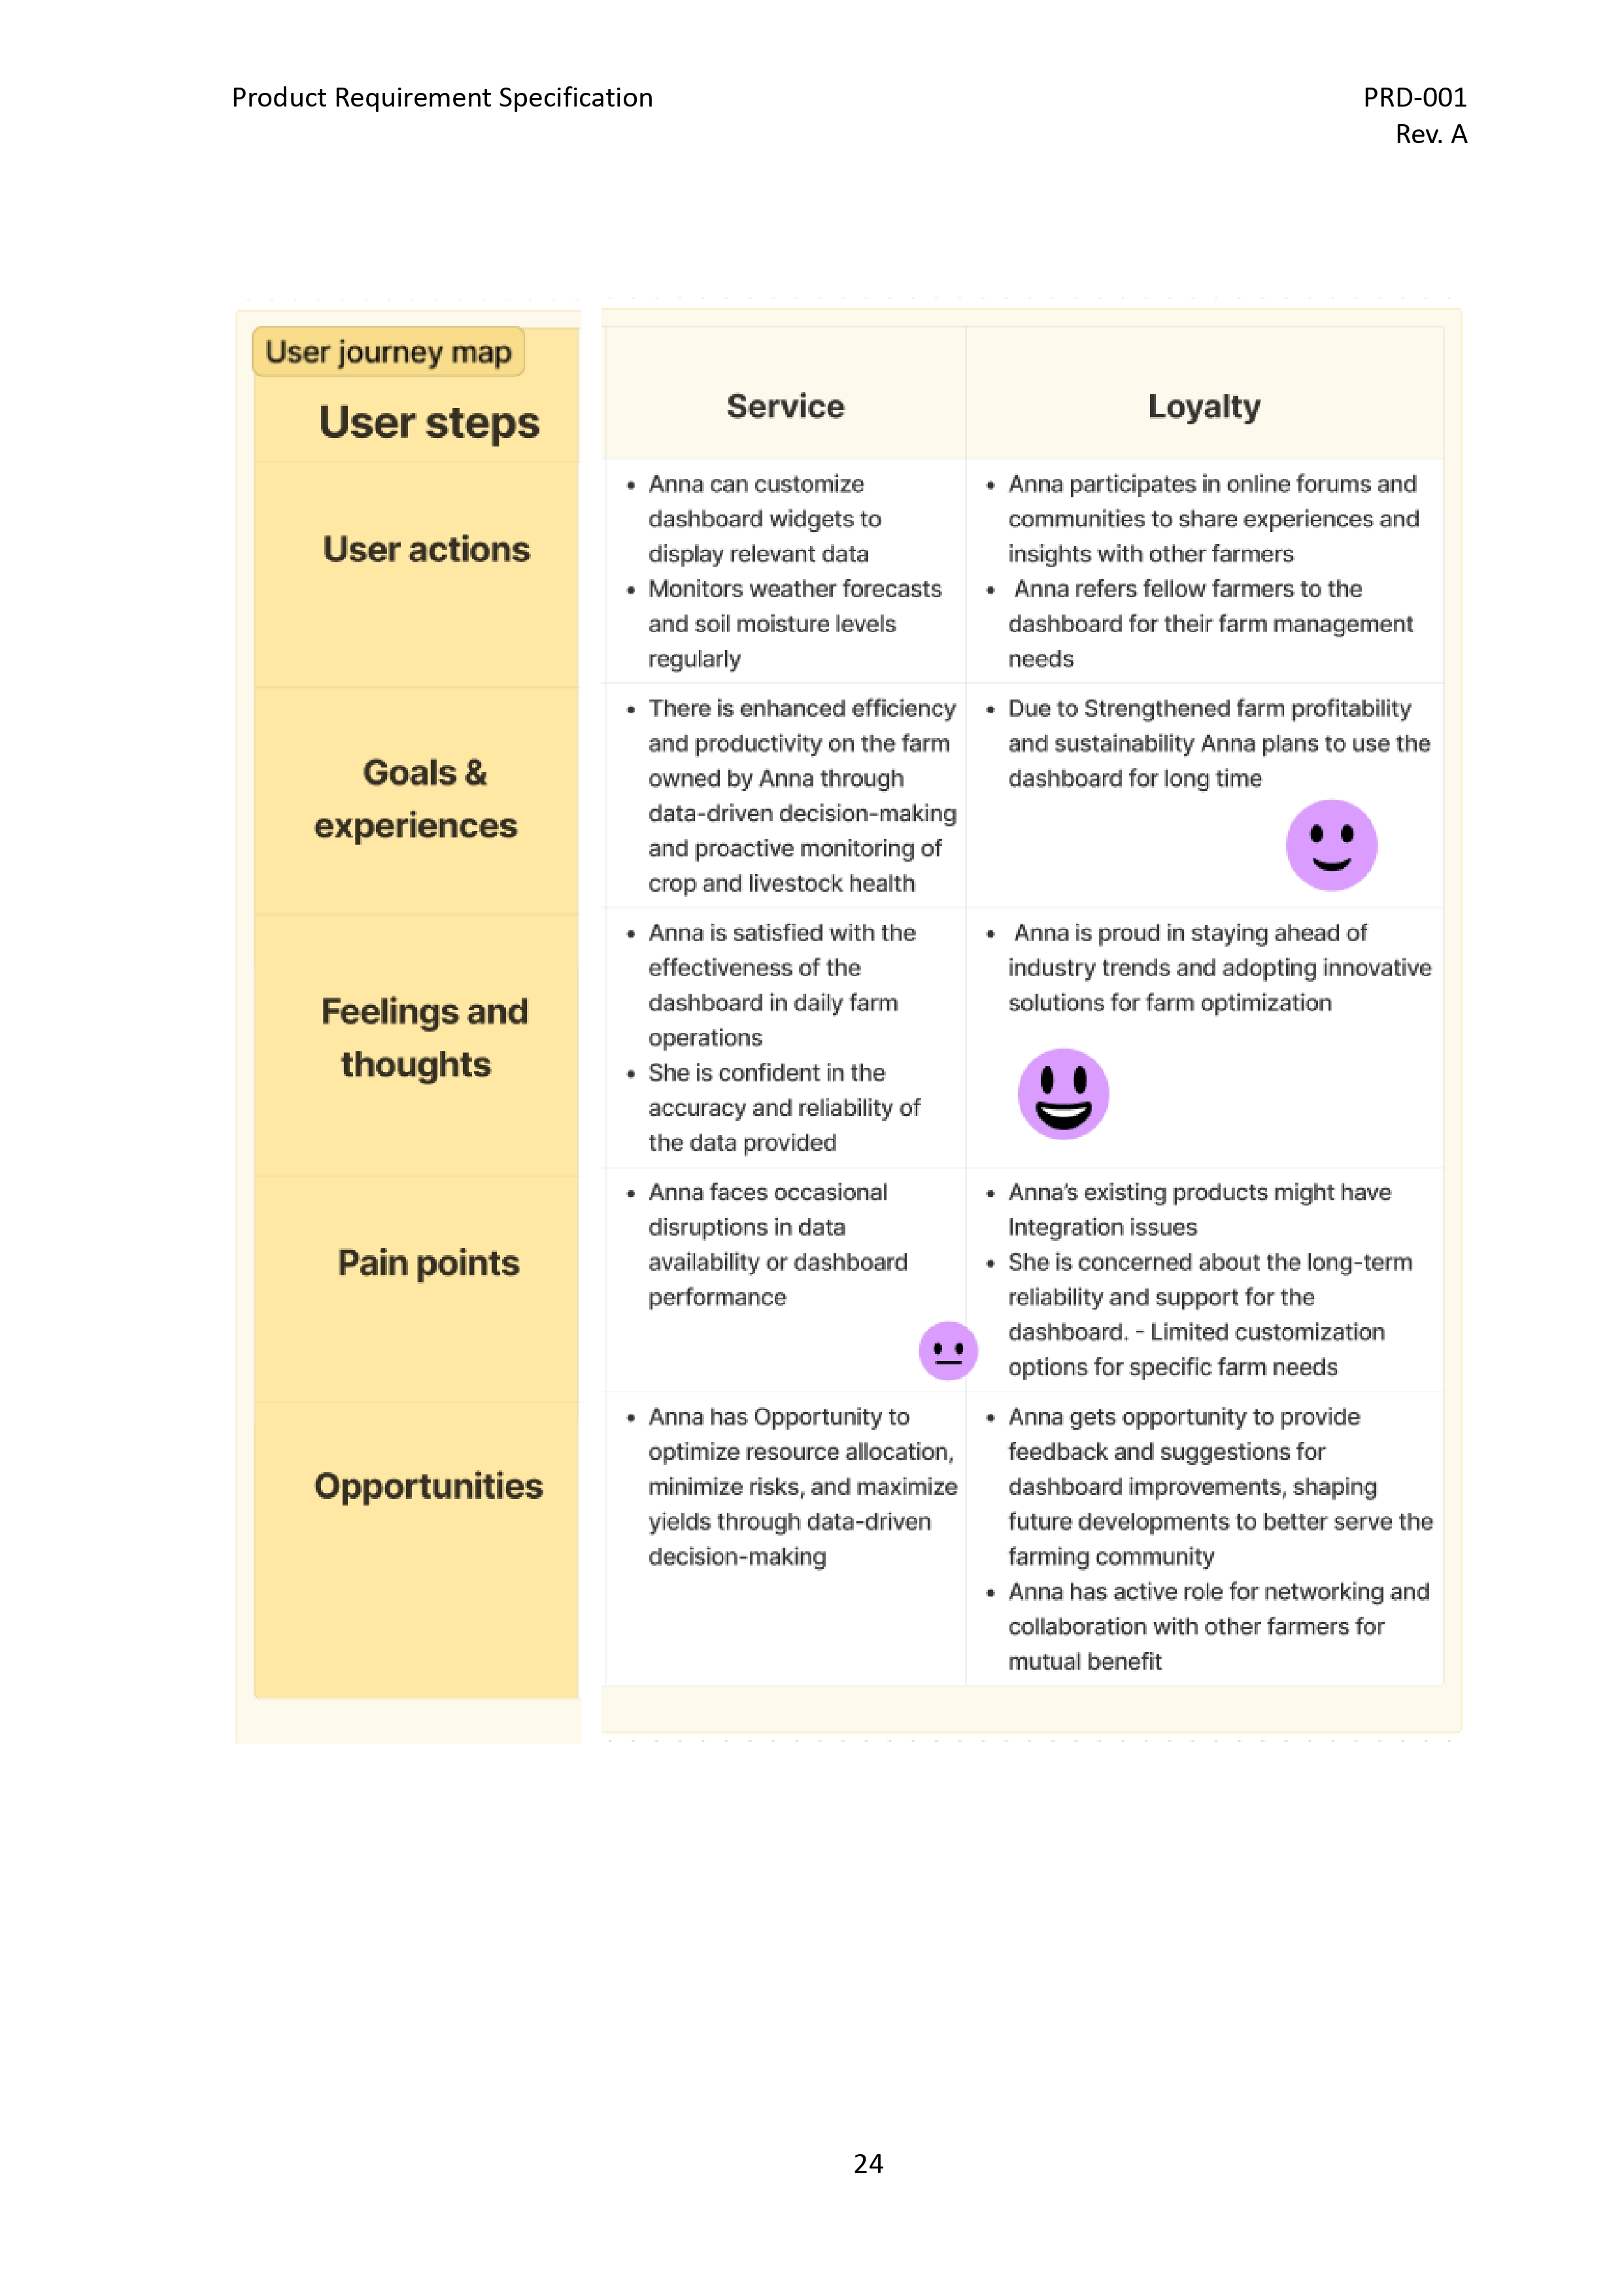 Product Requirement Specification
PRD-001
Rev. A
User journey map
User steps
Service
Loyalty
User actions
• Anna can customize
dashboard widgets to
display relevant data
• Monitors weather forecasts
and soil moisture levels
regularly
• Anna participates in online forums and
communities to share experiences and
insights with other farmers
• Anna refers fellow farmers to the
dashboard for their farm management
needs
Goals &
experiences
• There is enhanced efficiency
and productivity on the farm
owned by Anna through
data-driven decision-making
and proactive monitoring of
crop and livestock health
• Due to Strengthened farm profitability
and sustainability Anna plans to use the
dashboard for long time
Feelings and
thoughts
• Anna is satisfied with the
effectiveness of the
dashboard in daily farm
operations
• She is confident in the
accuracy and reliability of
the data provided
• Anna is proud in staying ahead of
industry trends and adopting innovative
solutions for farm optimization
Pain points
• Anna faces occasional
disruptions in data
availability or dashboard
performance
• Anna's existing products might have
Integration issues
• She is concerned about the long-term
reliability and support for the
dashboard. - Limited customization
options for specific farm needs
Opportunities
• Anna has Opportunity to
optimize resource allocation,
minimize risks, and maximize
yields through data-driven
decision-making
• Anna gets opportunity to provide
feedback and suggestions for
dashboard improvements, shaping
future developments to better serve the
farming community
• Anna has active role for networking and
collaboration with other farmers for
mutual benefit
24